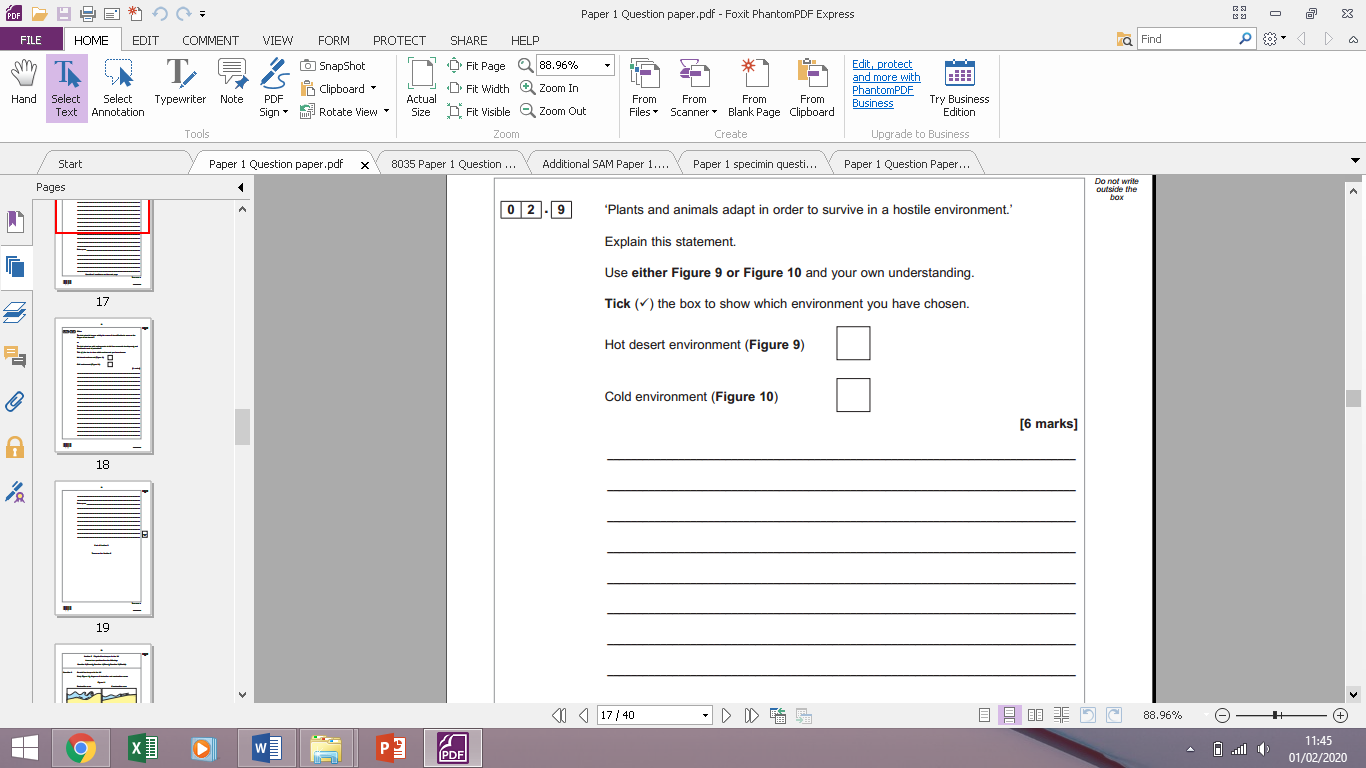 Paper 1 Question paper.pdf - Foxit PhantomPDF Express
FILE HOME EDIT COMMENT VIEW FORM PROTECT SHARE HELP
Find
Hand
Select Text
Select Annotation
Typewriter
Note
PDF Sign
SnapShot
Clipboard
Rotate View
Tools
Actual Size
Fit Page
Fit Width
Fit Visible
88.96%
Zoom In
Zoom Out
Zoom
From Files
From Scanner
From Blank Page
From Clipboard
Create
Edit, protect
and more with
PhantomPDF
Business
Try Business Edition
Upgrade to Business
Start
Paper 1 Question paper.pdf
8035 Paper 1 Question ...
Additional SAM Paper 1....
Paper 1 specimin questi...
Paper 1 Question Paper...
Pages
17
18
19
Do not write
outside the
box
0 2 . 9
‘Plants and animals adapt in order to survive in a hostile environment.’
Explain this statement.
Use either Figure 9 or Figure 10 and your own understanding.
Tick (✓) the box to show which environment you have chosen.
Hot desert environment (Figure 9)
Cold environment (Figure 10)
[6 marks]
17 / 40
88.96%
11:45
01/02/2020